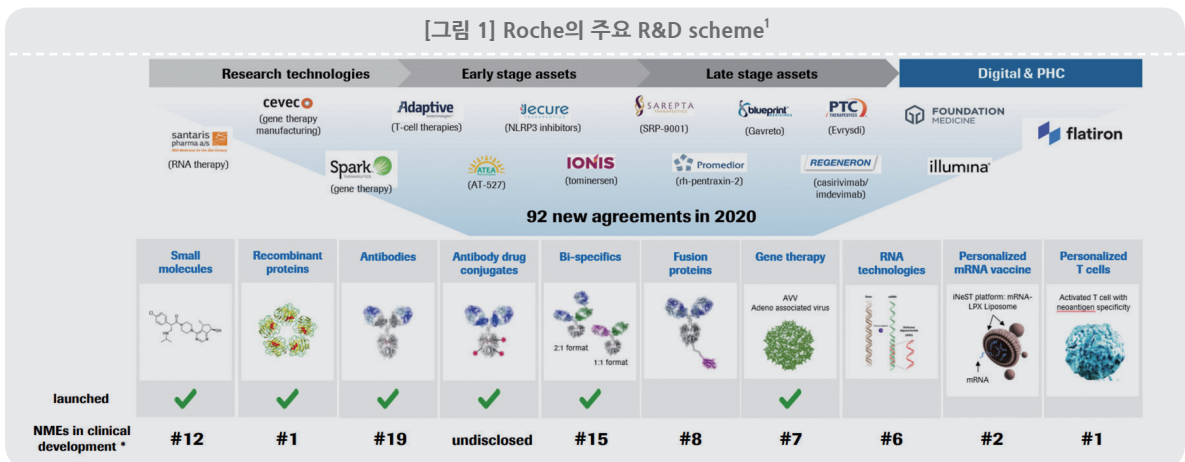 [그림 1] Roche의 주요 R&D scheme1
Research technologies
Early stage assets
Late stage assets
Digital & PHC
santaris
pharma a/s
(RNA therapy)
cevec
(gene therapy
manufacturing)
Spark
THERAPEUTICS
(gene therapy)
Adaptive
biotechnologies
(T-cell therapies)
ATEA
(AT-527)
Jecure
THERAPEUTICS
(NLRP3 inhibitors)
IONIS
(tominersen)
SAREPTA
THERAPEUTICS
(SRP-9001)
Promedior
(rh-pentraxin-2)
blueprint
MEDICINES
(Gavreto)
PTC
THERAPEUTICS
(Evrysdi)
REGENERON
(casirivimab/
imdevimab)
FOUNDATION
MEDICINE
illumina
flatiron
92 new agreements in 2020
Small
molecules
Recombinant
proteins
Antibodies
Antibody drug
conjugates
Bi-specifics
2:1 format
1:1 format
Fusion
proteins
Gene therapy
AVV
Adeno associated virus
RNA
technologies
Personalized
mRNA vaccine
iNeST platform: mRNA-
LPX Liposome
mRNA
Personalized
T cells
Activated T cell with
neoantigen specificity
launched
NMEs in clinical
development *
#12
#1
#19
undisclosed
#15
#8
#7
#6
#2
#1